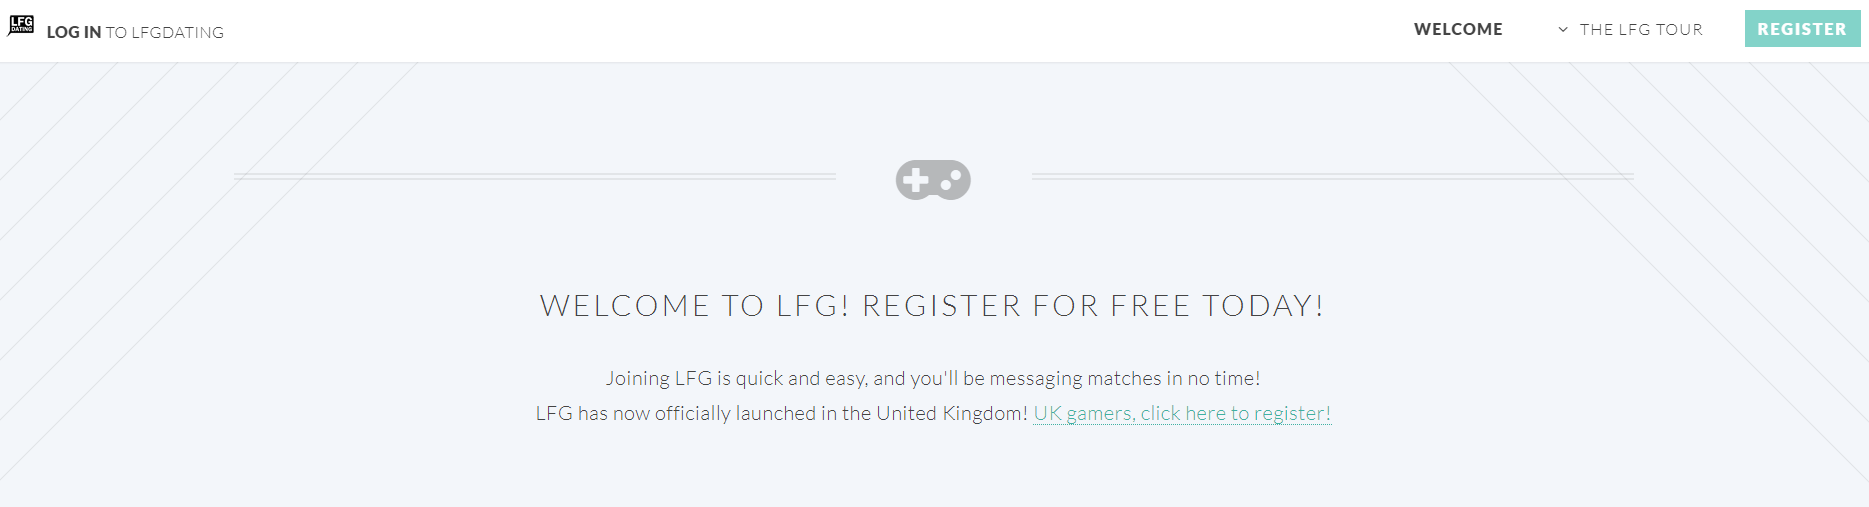 LFG
DATING
LOG IN TO LFGDATING
WELCOME
THE LFG TOUR
REGISTER
WELCOME TO LFG! REGISTER FOR FREE TODAY!
Joining LFG is quick and easy, and you'll be messaging matches in no time!
LFG has now officially launched in the United Kingdom! UK gamers, click here to register!